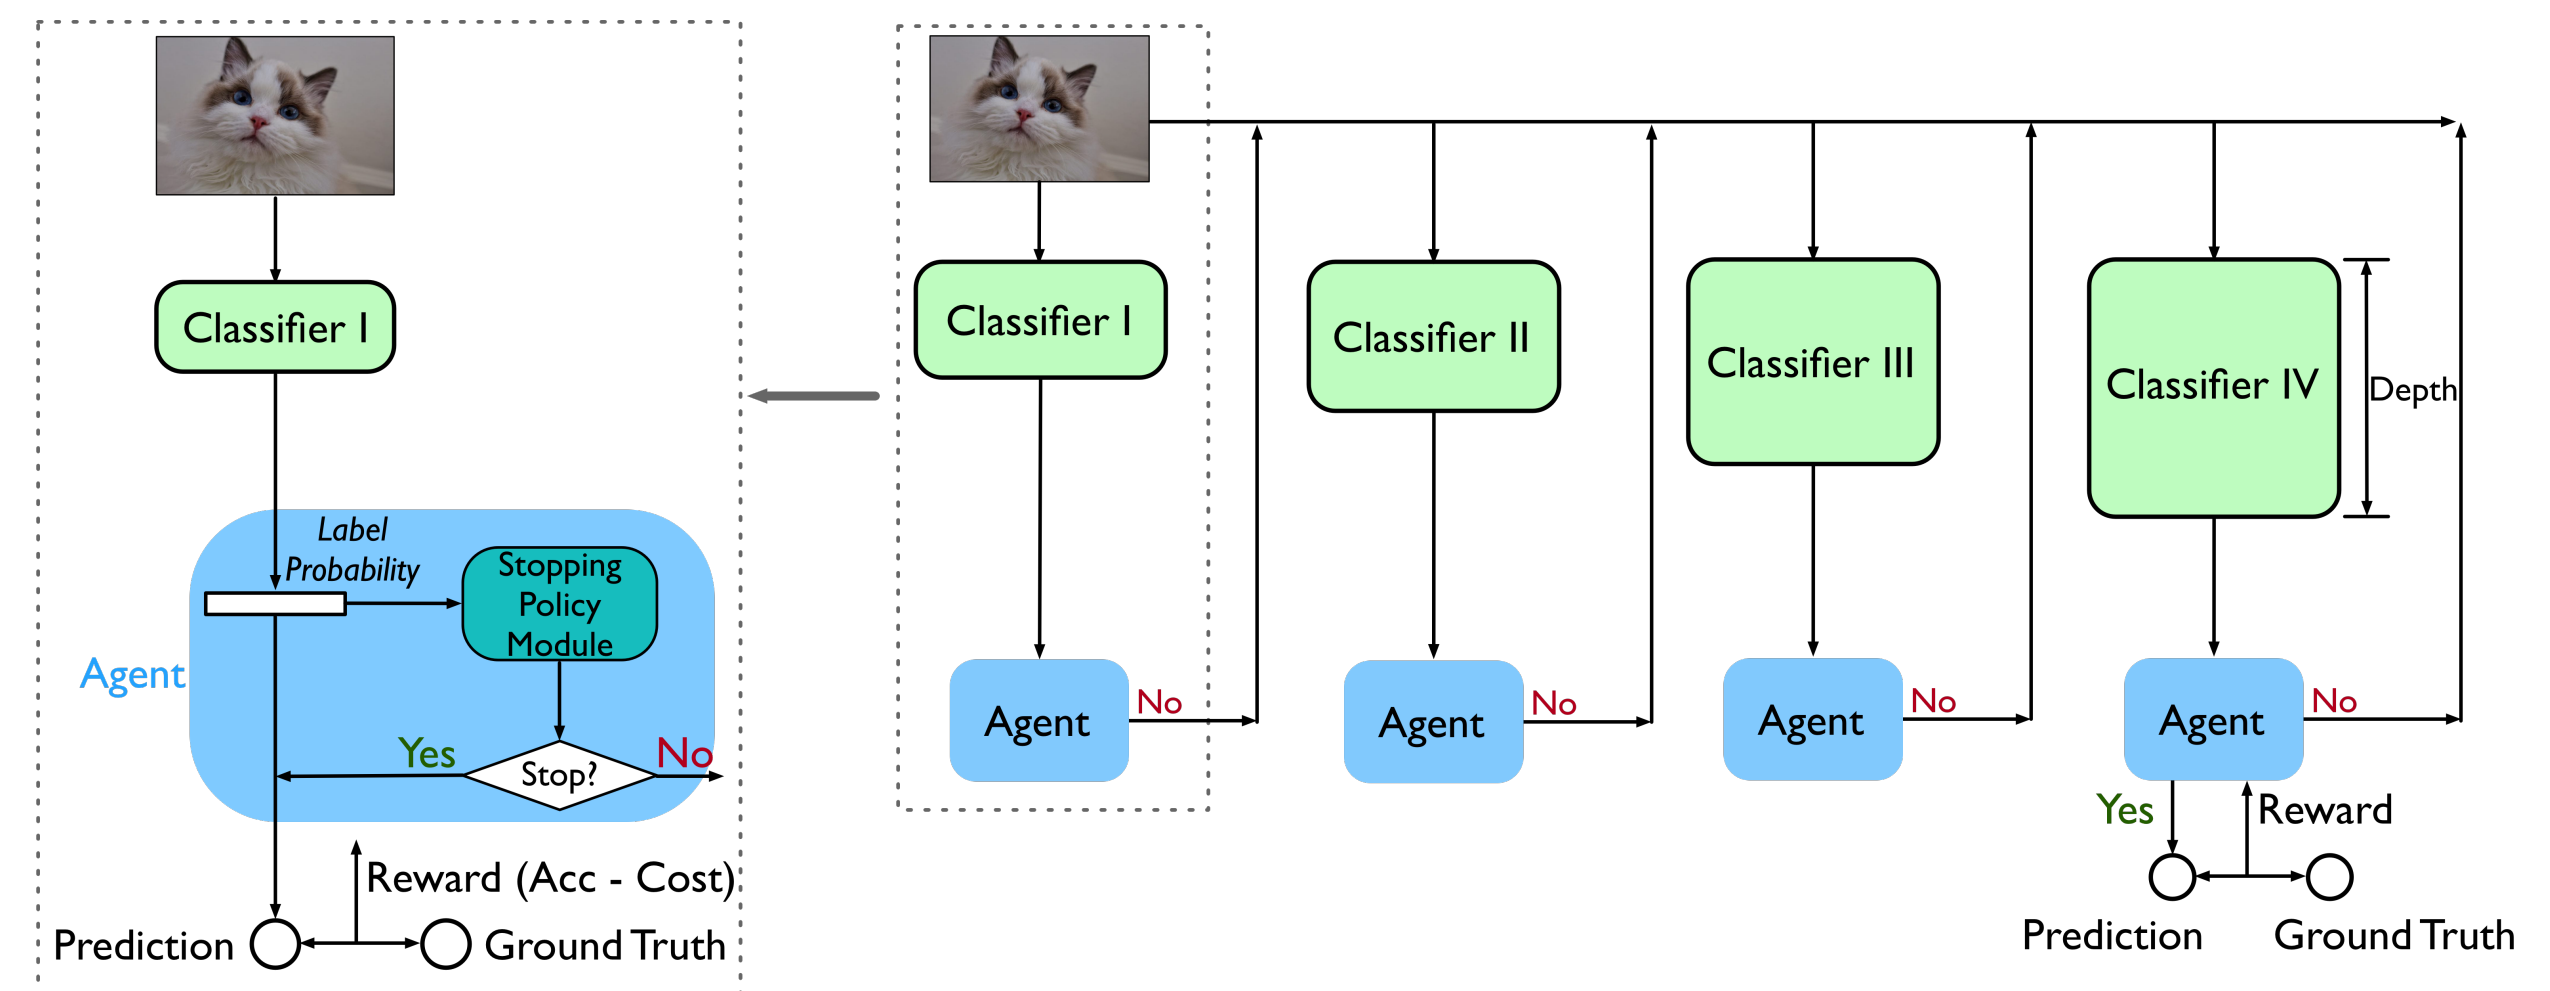 Classifier I
Label
Probability
Stopping
Policy
Module
Agent
Yes
Stop?
No
Reward (Acc - Cost)
Prediction
Ground Truth
Classifier I
Classifier II
Classifier III
Classifier IV
Depth
Agent
No
Agent
No
Agent
No
Agent
No
Yes
Reward
Prediction
Ground Truth